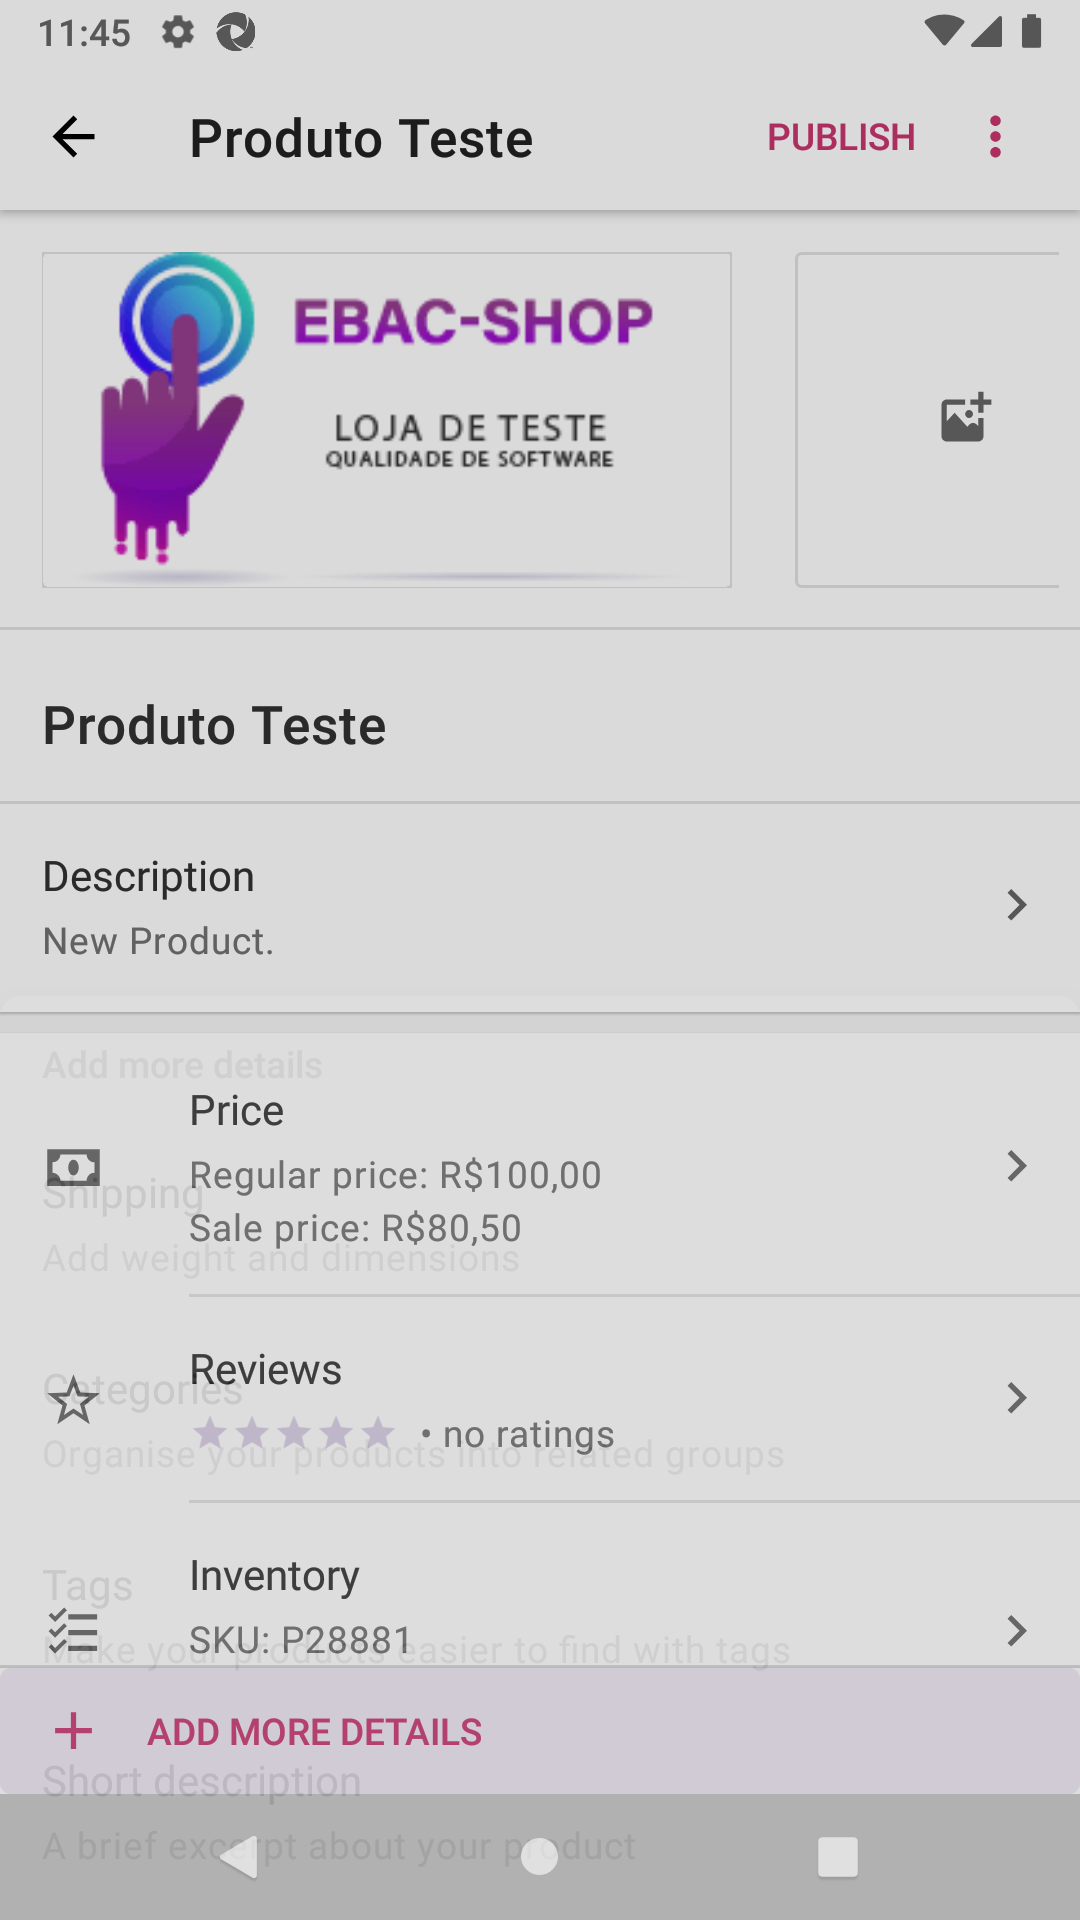 11:45
Produto Teste
PUBLISH
EBAC-SHOP
LOJA DE TESTE
QUALIDADE DE SOFTWARE
Produto Teste
Description
New Product.
Add more details
Price
Regular price: R$100,00
Shipping
Sale price: R$80,50
Add weight and dimensions
Reviews
Categories
no ratings
Organise your products into related groups
Inventory
Tags
SKU: P28881
Make your products easier to find with tags
ADD MORE DETAILS
Short description
A brief excerpt about your product